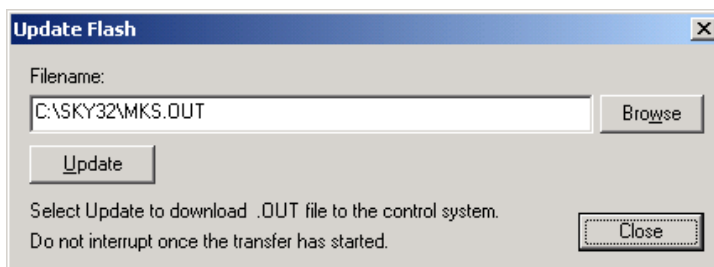 Update Flash
Filename:
C:\SKY32\MKS.OUT
Browse
Update
Select Update to download .OUT file to the control system.
Do not interrupt once the transfer has started.
Close